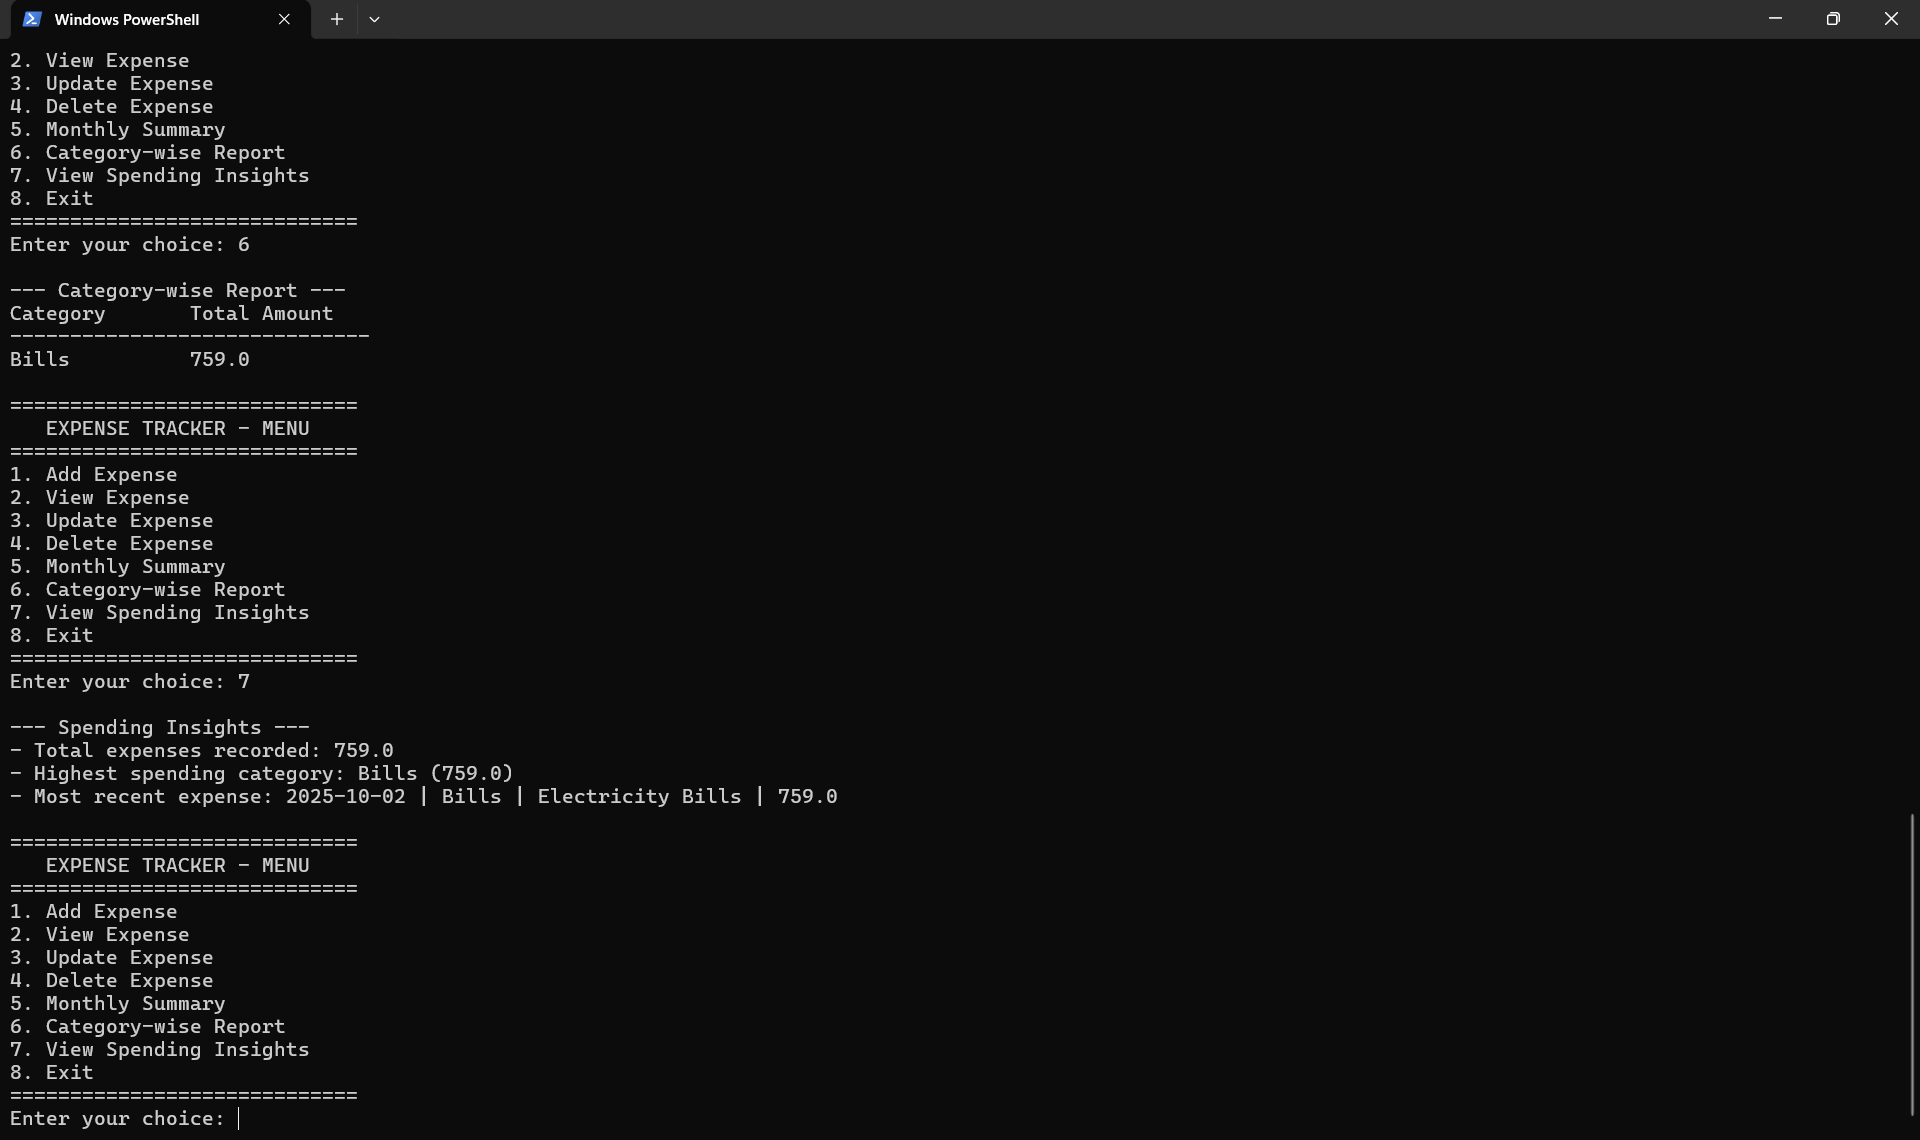 Windows PowerShell
2. View Expense
3. Update Expense
4. Delete Expense
5. Monthly Summary
6. Category-wise Report
7. View Spending Insights
8. Exit
=============================
Enter your choice: 6
--- Category-wise Report ---
Category       Total Amount
------------------------------
Bills          759.0
=============================
   EXPENSE TRACKER - MENU
=============================
1. Add Expense
2. View Expense
3. Update Expense
4. Delete Expense
5. Monthly Summary
6. Category-wise Report
7. View Spending Insights
8. Exit
=============================
Enter your choice: 7
--- Spending Insights ---
- Total expenses recorded: 759.0
- Highest spending category: Bills (759.0)
- Most recent expense: 2025-10-02 | Bills | Electricity Bills | 759.0
=============================
   EXPENSE TRACKER - MENU
=============================
1. Add Expense
2. View Expense
3. Update Expense
4. Delete Expense
5. Monthly Summary
6. Category-wise Report
7. View Spending Insights
8. Exit
=============================
Enter your choice: